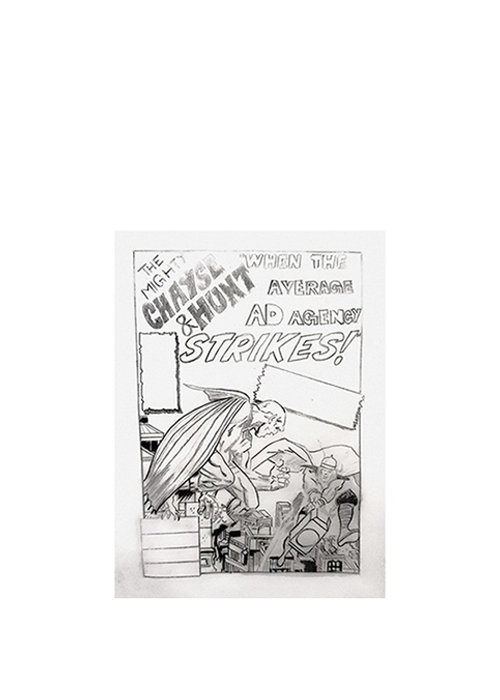 THE
MIGHTY
CHAYSE
& HUNT
"WHEN THE
AVERAGE
AD AGENCY
STRIKES!"